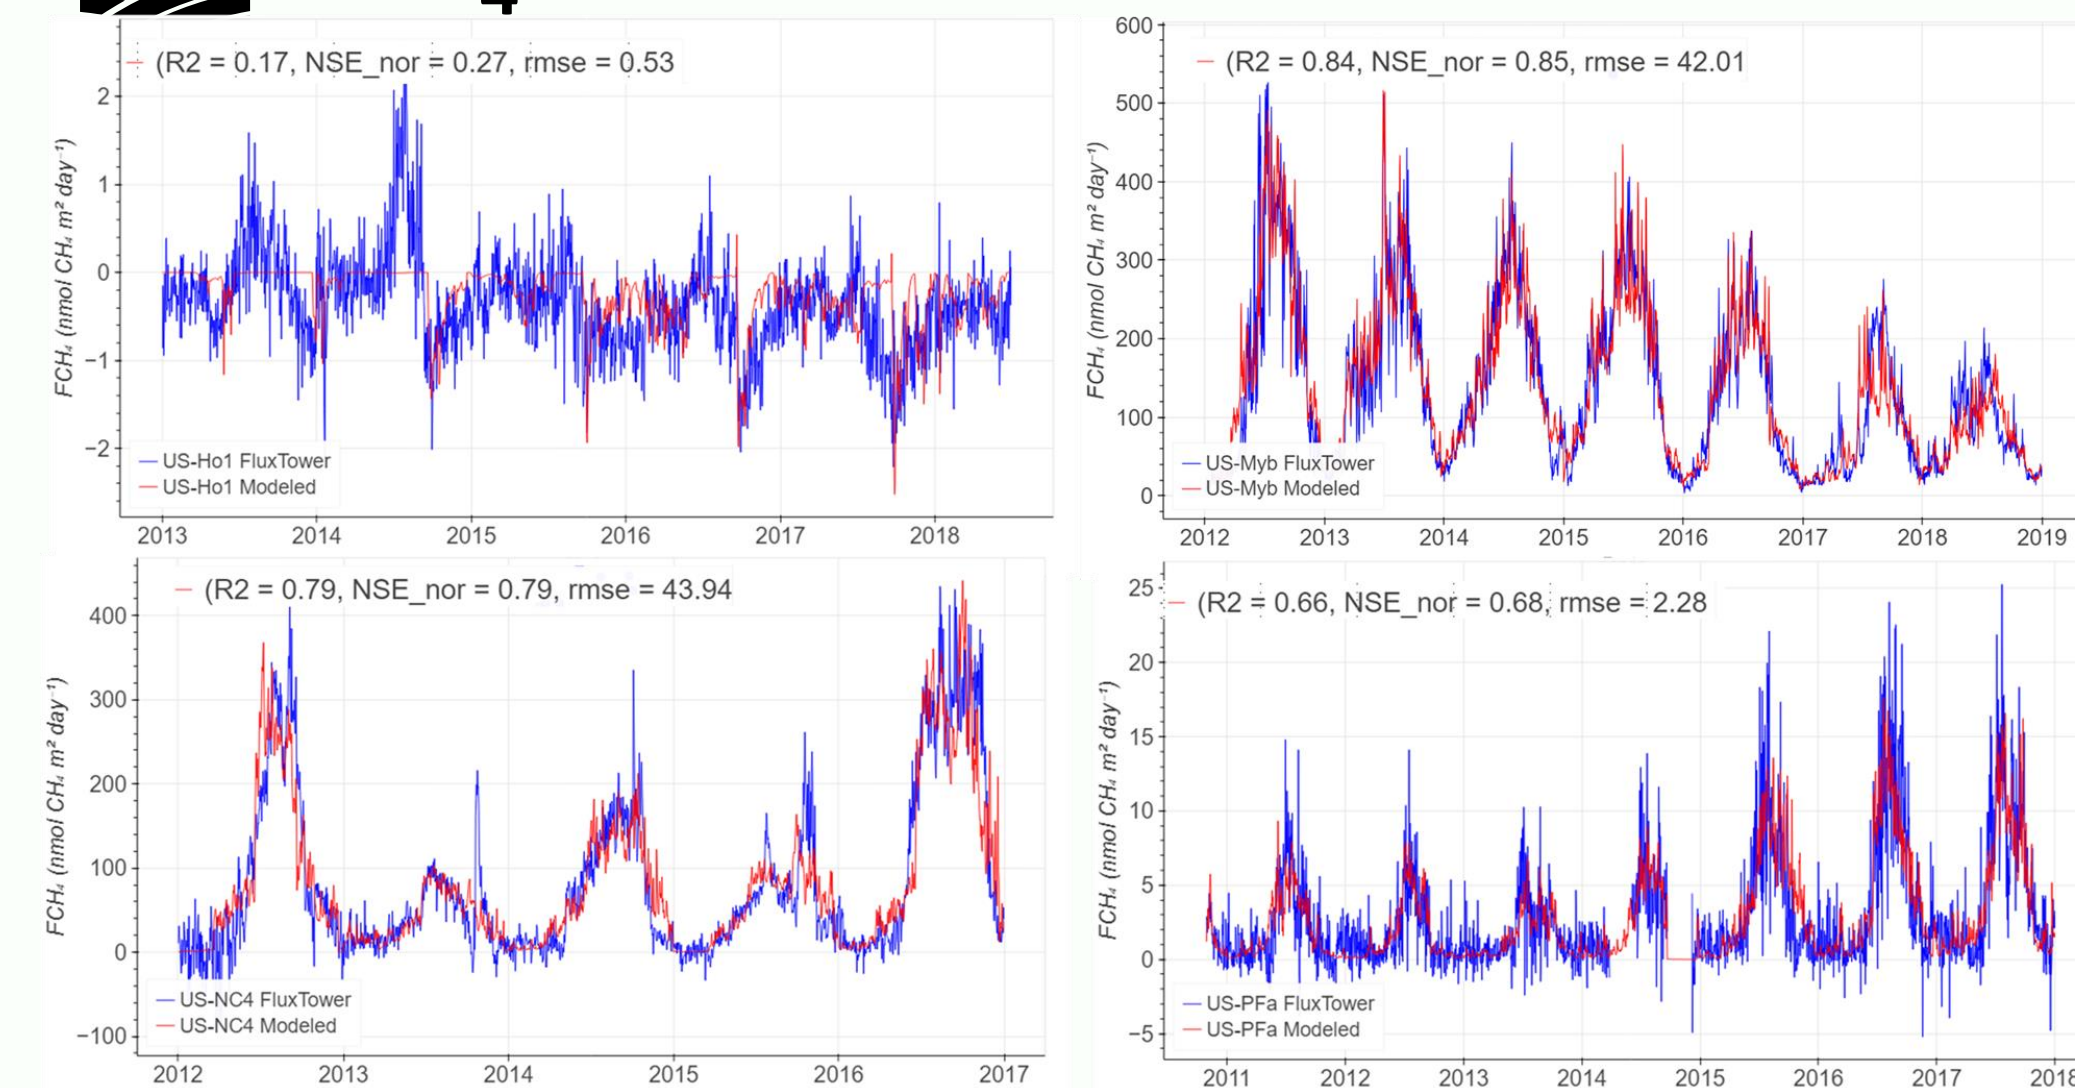 4
(R2 = 0.17, NSE_nor = 0.27, rmse = 0.53
FCH₄ (nmol CH₄ m² day⁻¹)
2
1
0
−1
−2
US-Ho1 FluxTower
US-Ho1 Modeled
2013 2014 2015 2016 2017 2018
(R2 = 0.84, NSE_nor = 0.85, rmse = 42.01
FCH₄ (nmol CH₄ m² day⁻¹)
600
500
400
300
200
100
0
US-Myb FluxTower
US-Myb Modeled
2012 2013 2014 2015 2016 2017 2018 2019
(R2 = 0.79, NSE_nor = 0.79, rmse = 43.94
FCH₄ (nmol CH₄ m² day⁻¹)
400
300
200
100
0
−100
US-NC4 FluxTower
US-NC4 Modeled
2012 2013 2014 2015 2016 2017
(R2 = 0.66, NSE_nor = 0.68, rmse = 2.28
FCH₄ (nmol CH₄ m² day⁻¹)
25
20
15
10
5
0
−5
US-PFa FluxTower
US-PFa Modeled
2011 2012 2013 2014 2015 2016 2017 2018